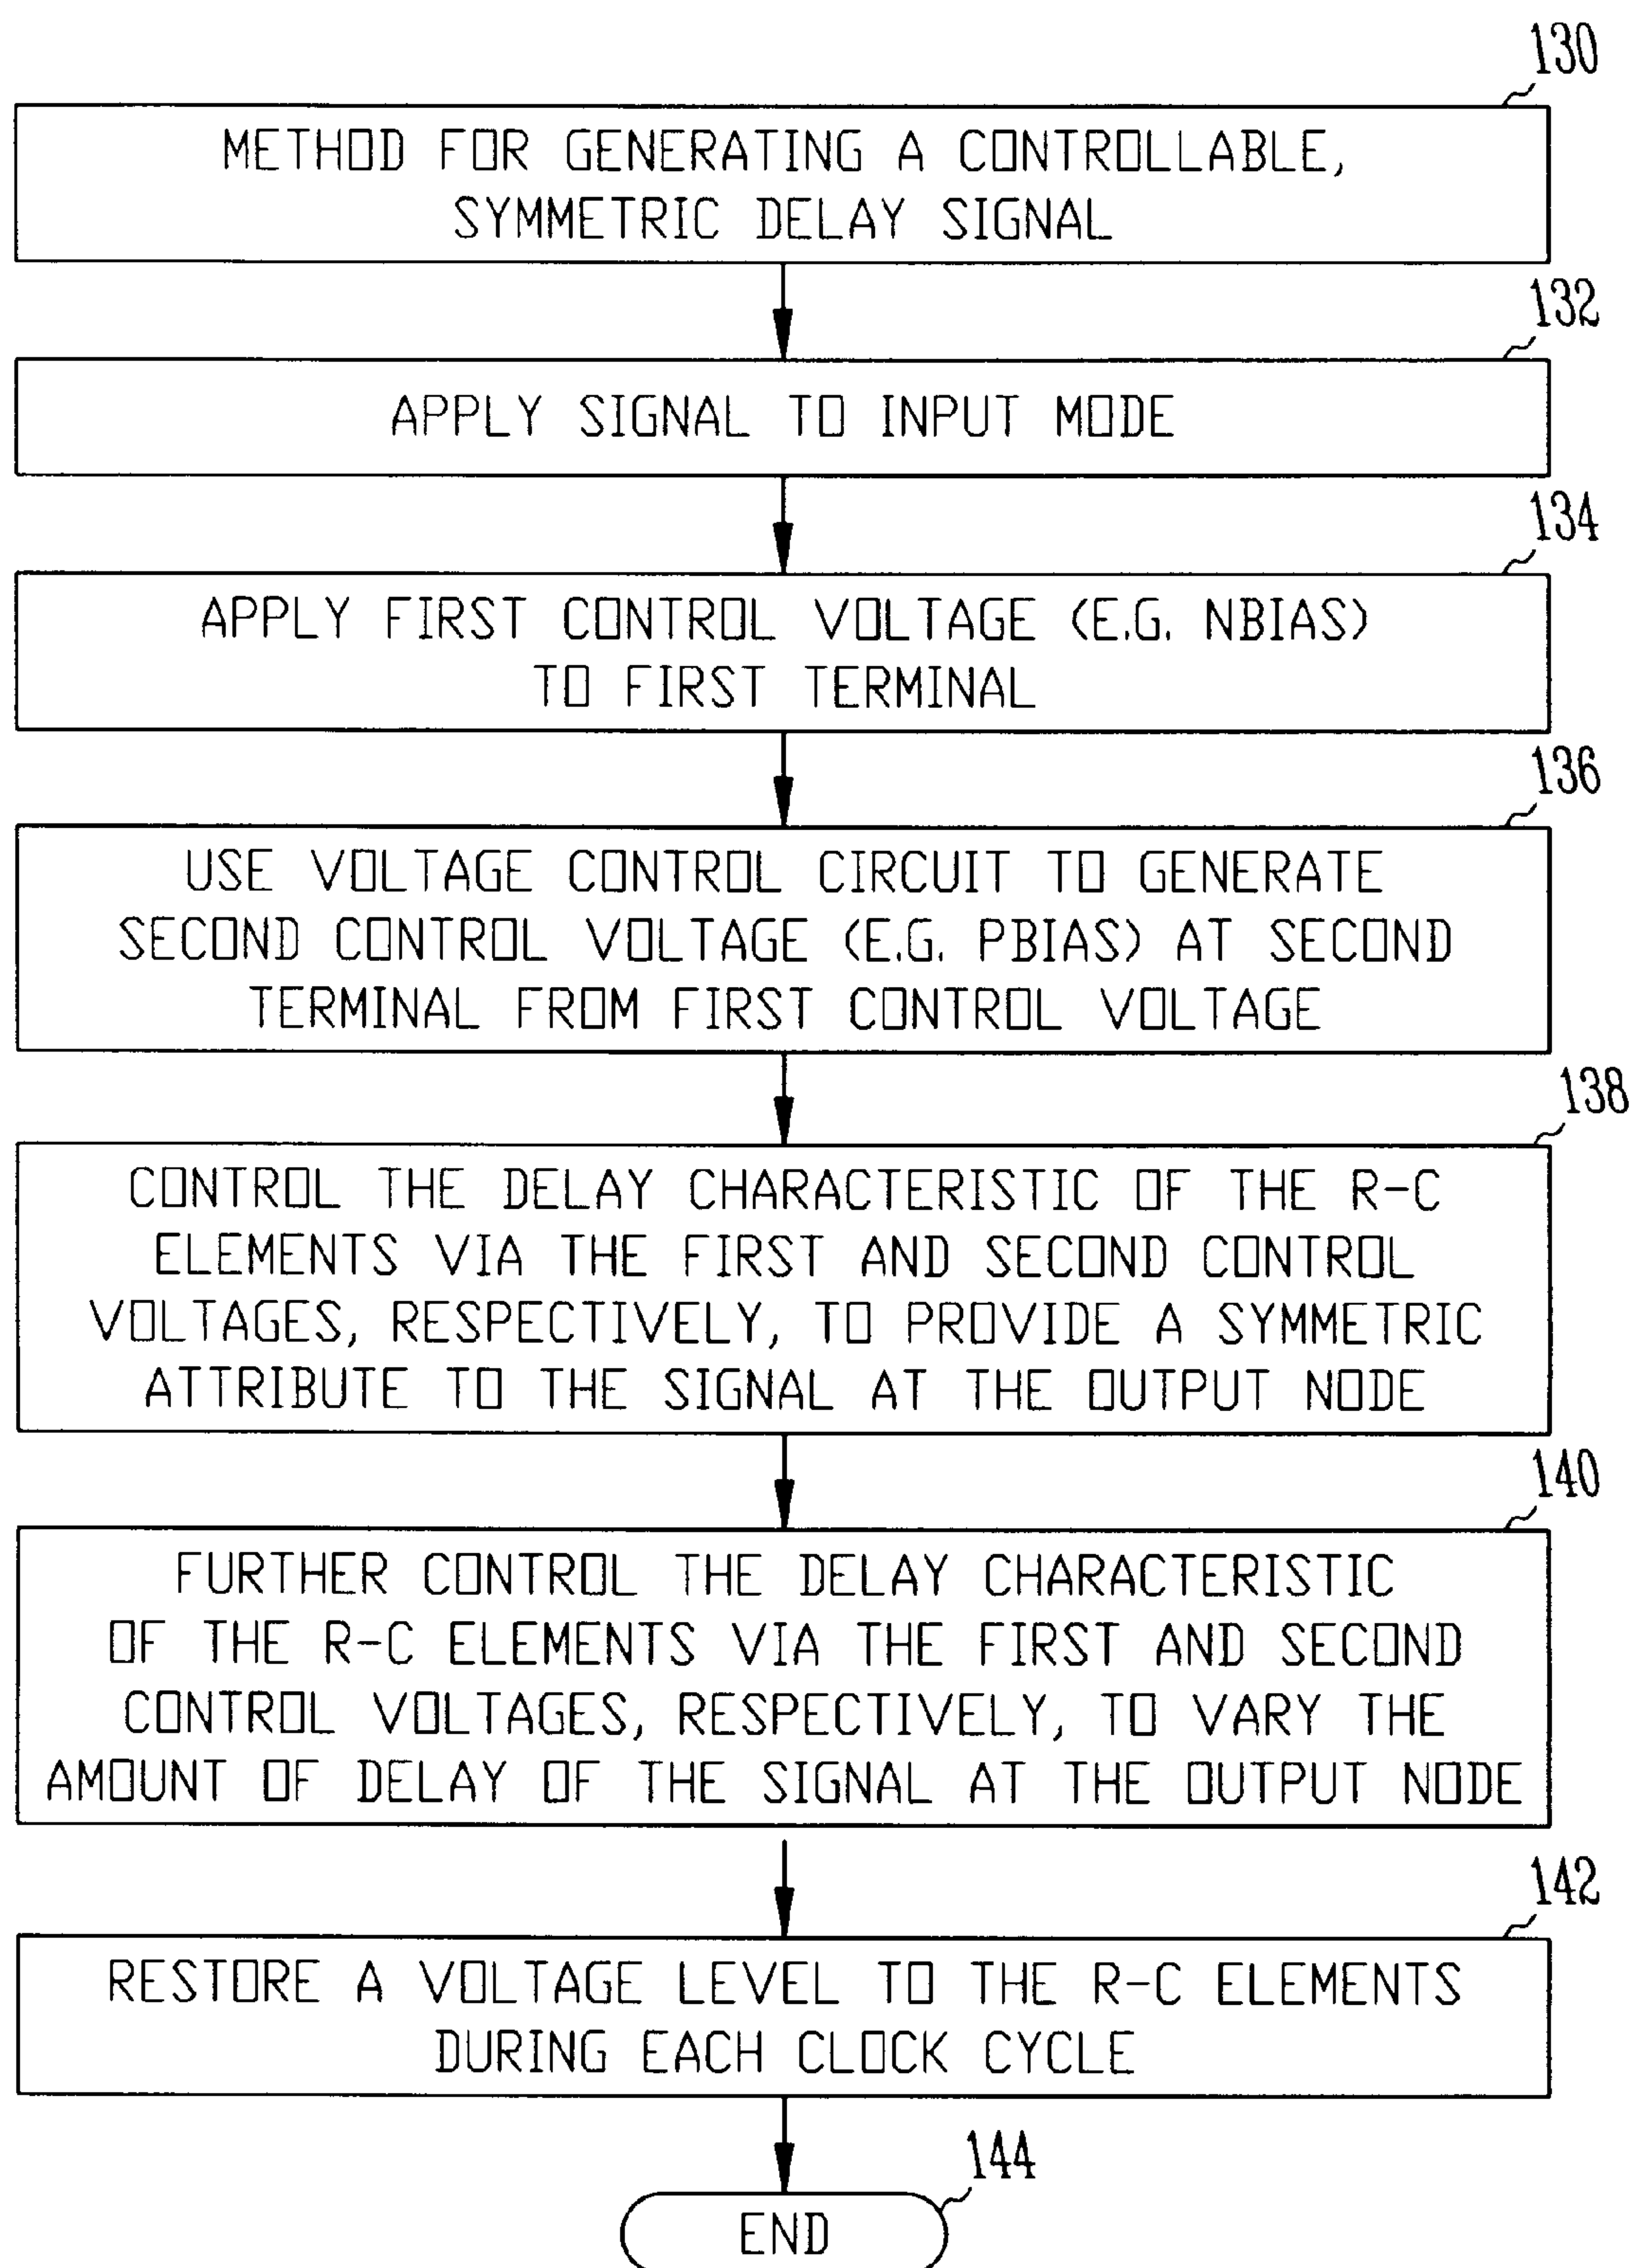 130
METHOD FOR GENERATING A CONTROLLABLE,
SYMMETRIC DELAY SIGNAL
132
APPLY SIGNAL TO INPUT MODE
134
APPLY FIRST CONTROL VOLTAGE (E.G. NBIAS)
TO FIRST TERMINAL
136
USE VOLTAGE CONTROL CIRCUIT TO GENERATE
SECOND CONTROL VOLTAGE (E.G. PBIAS) AT SECOND
TERMINAL FROM FIRST CONTROL VOLTAGE
138
CONTROL THE DELAY CHARACTERISTIC OF THE R-C
ELEMENTS VIA THE FIRST AND SECOND CONTROL
VOLTAGES, RESPECTIVELY, TO PROVIDE A SYMMETRIC
ATTRIBUTE TO THE SIGNAL AT THE OUTPUT NODE
140
FURTHER CONTROL THE DELAY CHARACTERISTIC
OF THE R-C ELEMENTS VIA THE FIRST AND SECOND
CONTROL VOLTAGES, RESPECTIVELY, TO VARY THE
AMOUNT OF DELAY OF THE SIGNAL AT THE OUTPUT NODE
142
RESTORE A VOLTAGE LEVEL TO THE R-C ELEMENTS
DURING EACH CLOCK CYCLE
144
END